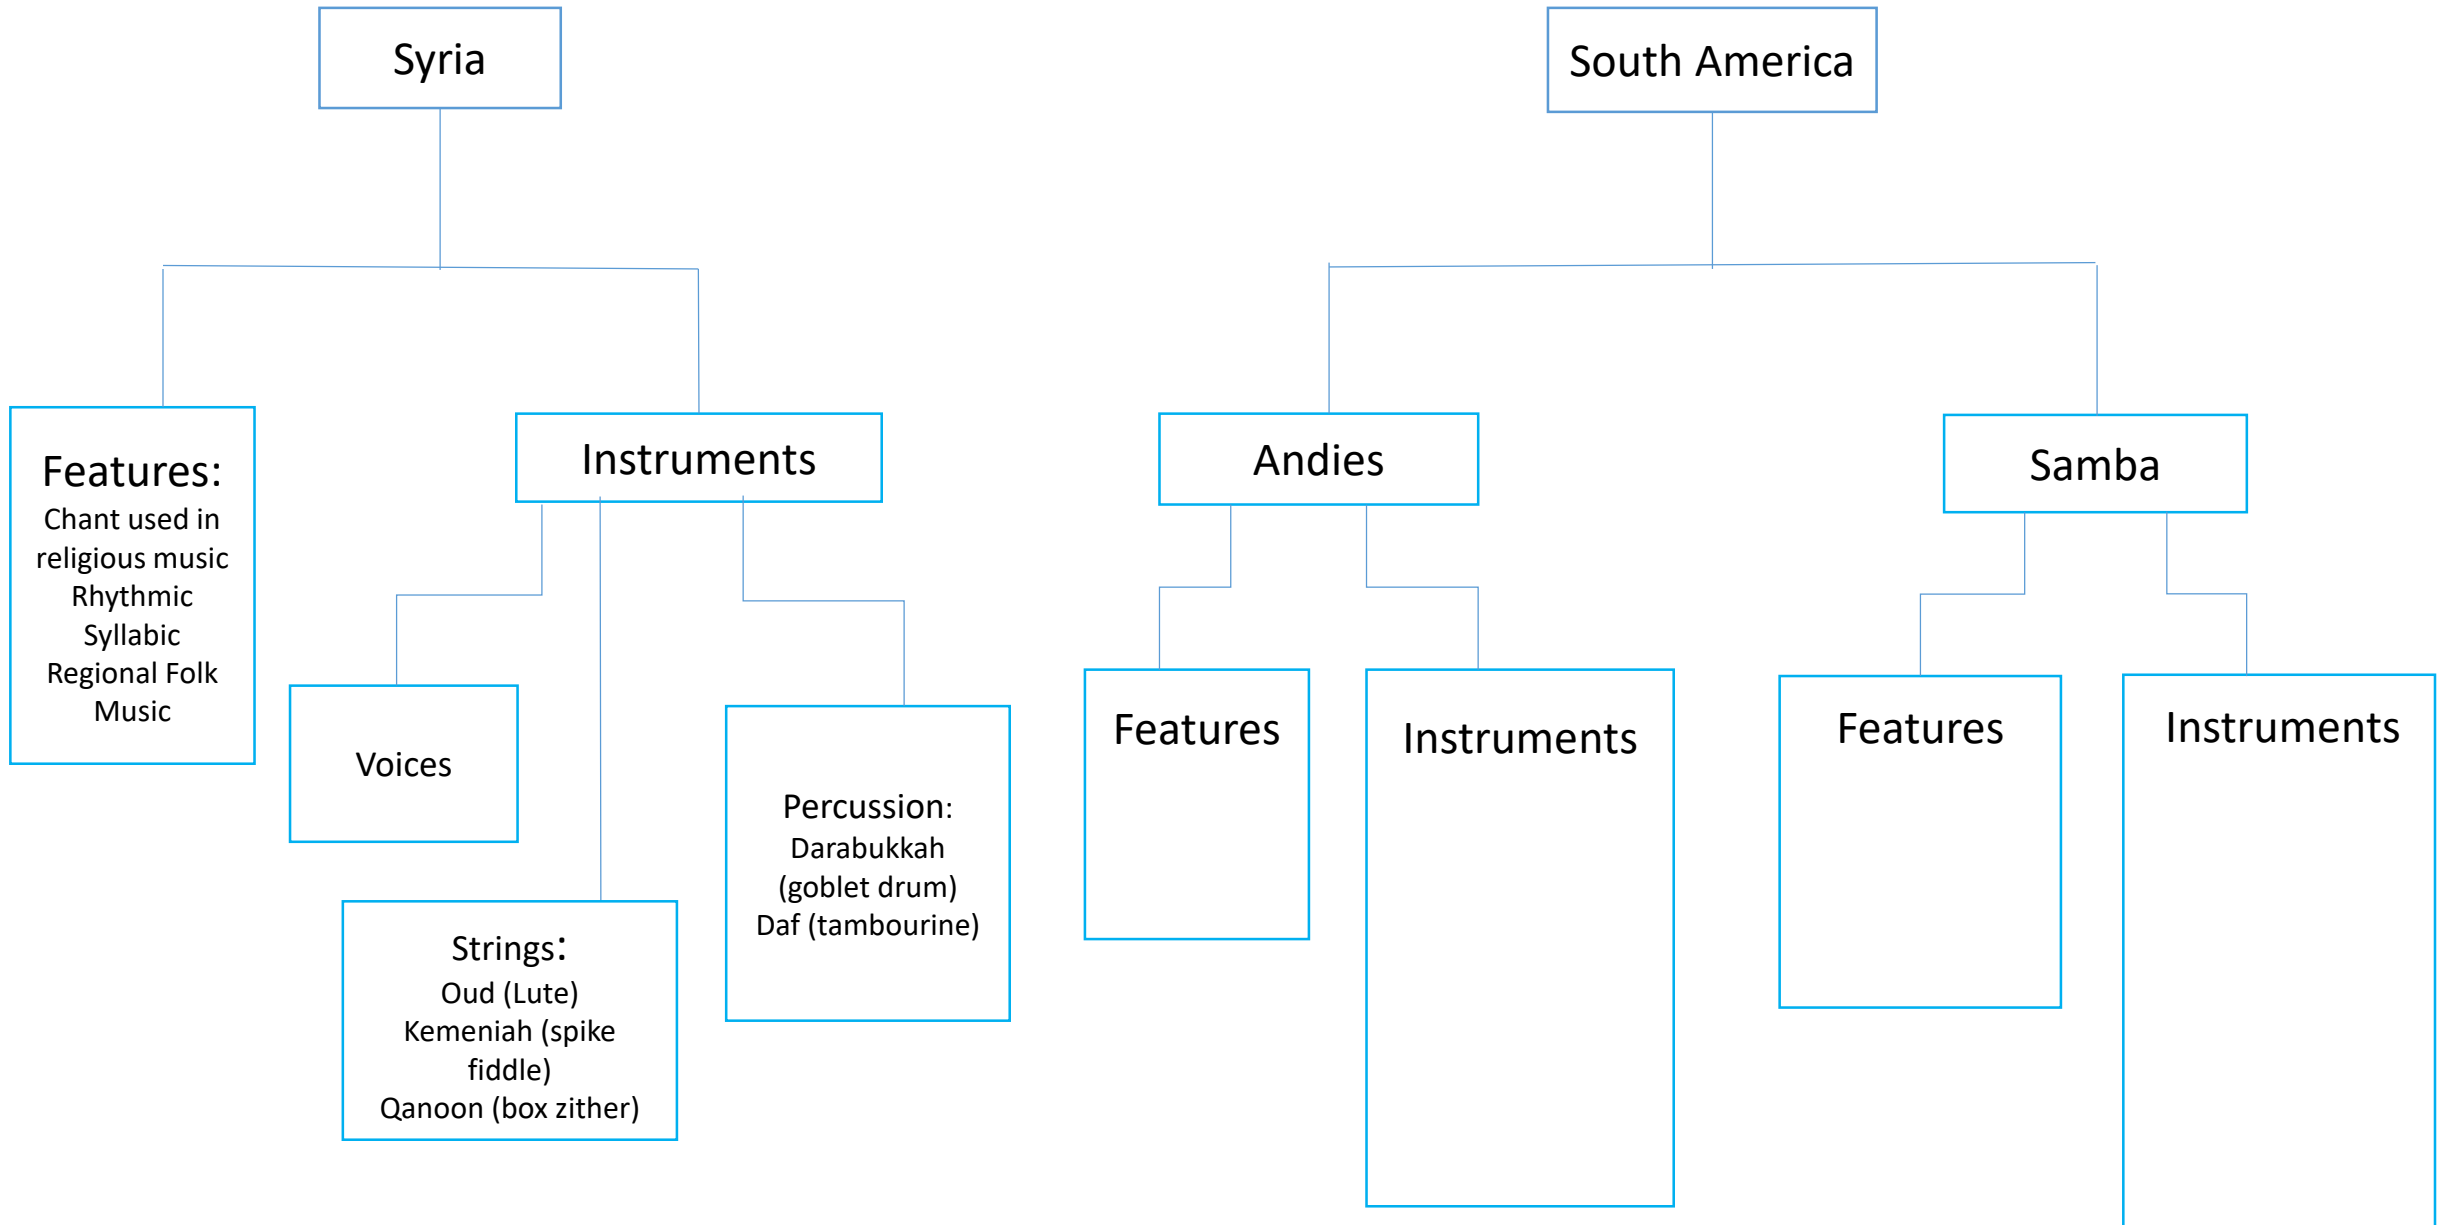 Syria
South America
Features:
Chant used in
religious music
Rhythmic
Syllabic
Regional Folk
Music
Instruments
Voices
Strings:
Oud (Lute)
Kemeniah (spike
fiddle)
Qanoon (box zither)
Percussion:
Darabukkah
(goblet drum)
Daf (tambourine)
Andies
Features
Instruments
Samba
Features
Instruments